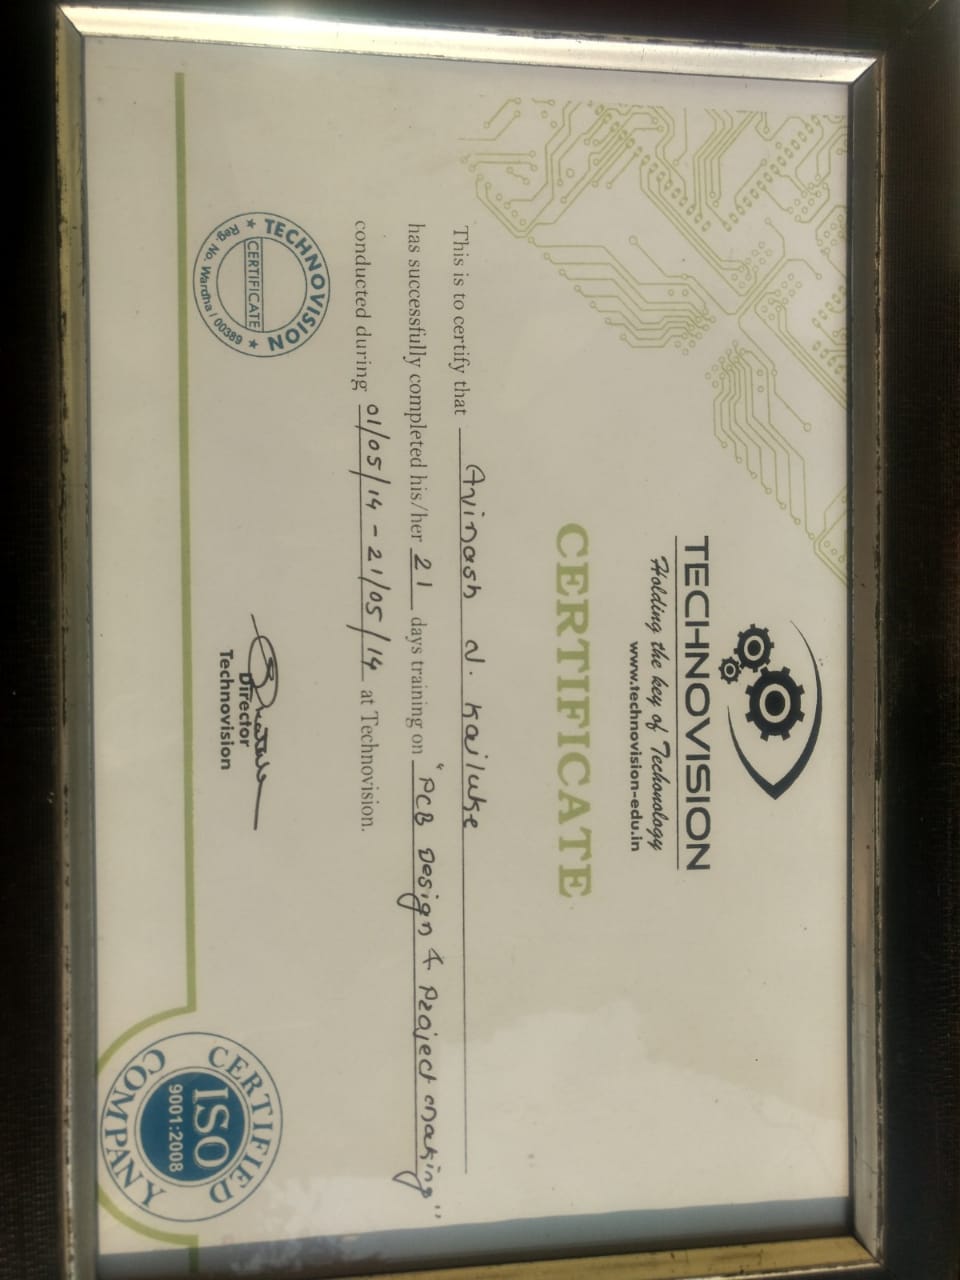 TECHNOVISION
Holding the key of Techonology
www.technovision-edu.in
CERTIFICATE
This is to certify that Avinash N. Kailuke
has successfully completed his/her 21 days training on "PCB Design & Project making"
conducted during 01/05/14 - 21/05/14 at Technovision.
TECHNOVISION
CERTIFICATE
Reg. No. Wardha / 00389
Director
Technovision
CERTIFIED
ISO
9001:2008
COMPANY